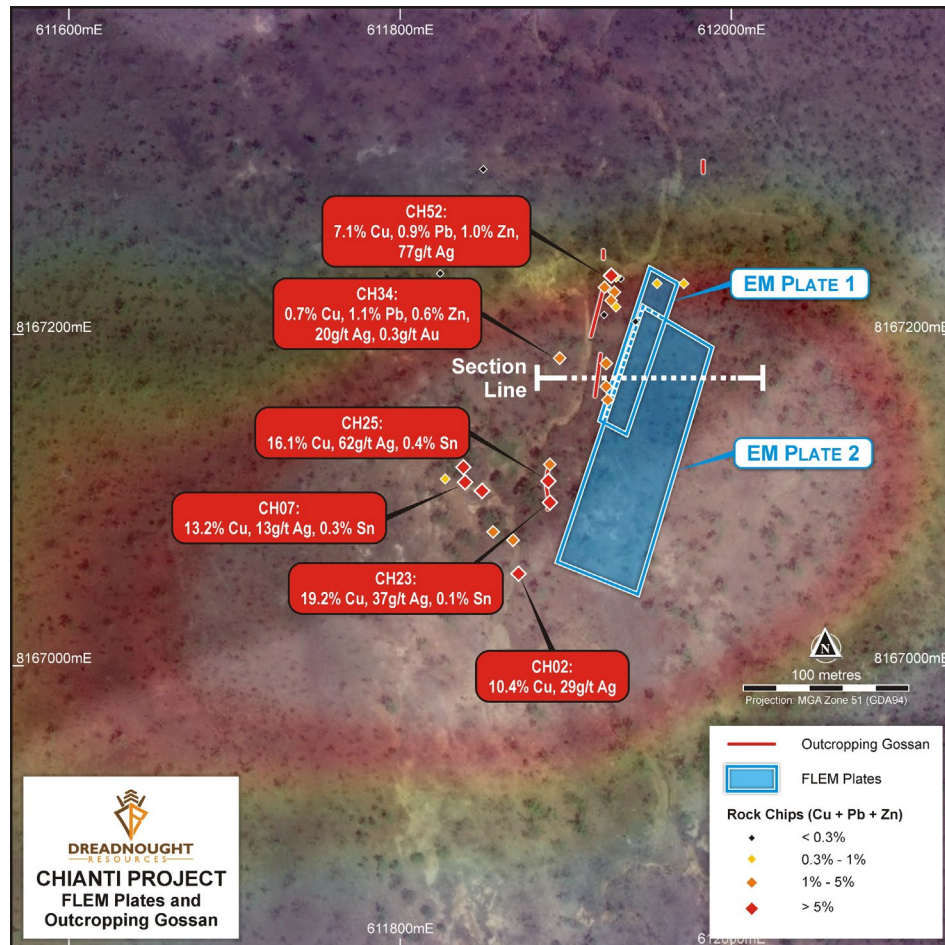 611600mE
611800mE
612000mE
CH52:
7.1% Cu, 0.9% Pb, 1.0% Zn,
77g/t Ag
EM PLATE 1
CH34:
0.7% Cu, 1.1% Pb, 0.6% Zn,
20g/t Ag, 0.3g/t Au
8167200mE
8167200mE
Section
Line
CH25:
16.1% Cu, 62g/t Ag, 0.4% Sn
EM PLATE 2
CH07:
13.2% Cu, 13g/t Ag, 0.3% Sn
CH23:
19.2% Cu, 37g/t Ag, 0.1% Sn
8167000mE
8167000mE
CH02:
10.4% Cu, 29g/t Ag
N
100 metres
Projection: MGA Zone 51 (GDA94)
Outcropping Gossan
FLEM Plates
Rock Chips (Cu + Pb + Zn)
< 0.3%
0.3% - 1%
1% - 5%
> 5%
DREADNOUGHT
RESOURCES
CHIANTI PROJECT
FLEM Plates and
Outcropping Gossan
611800mE